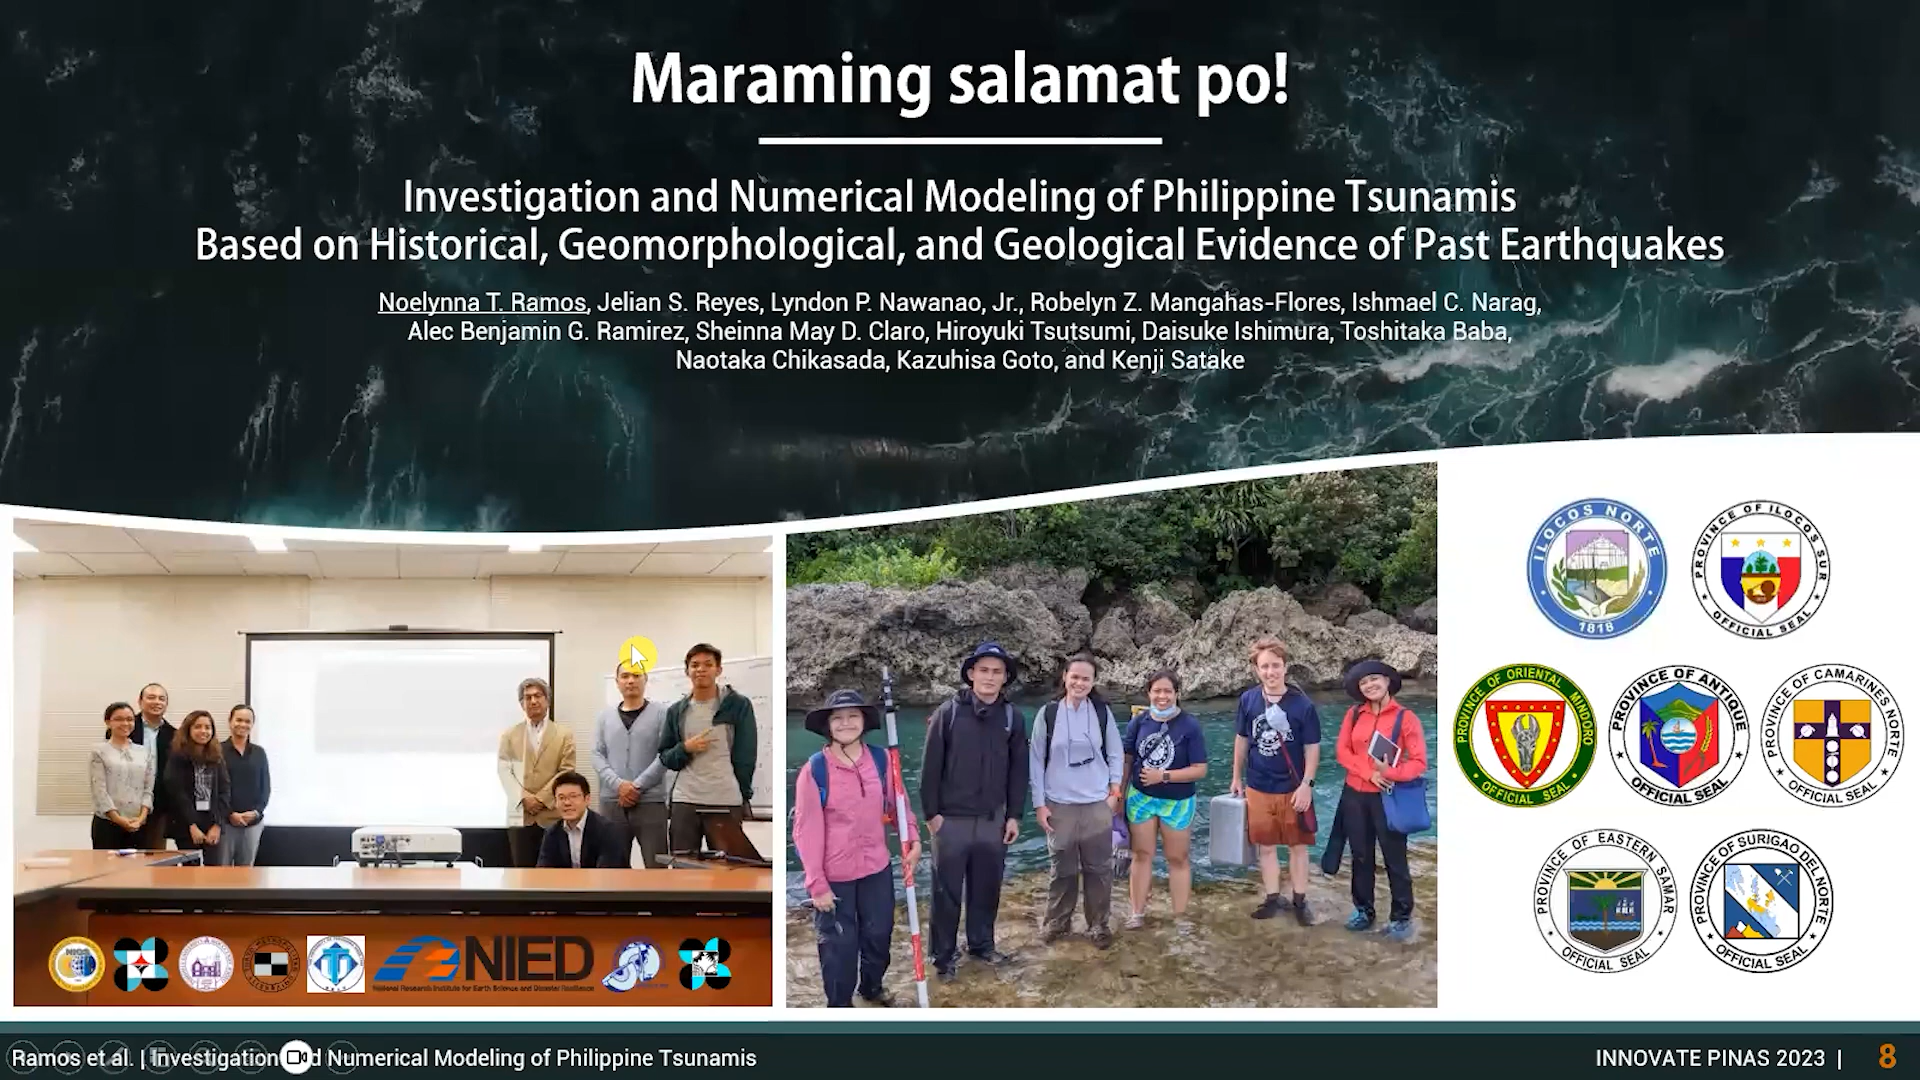 Maraming salamat po!
Investigation and Numerical Modeling of Philippine Tsunamis
Based on Historical, Geomorphological, and Geological Evidence of Past Earthquakes
Noelynna T. Ramos, Jelian S. Reyes, Lyndon P. Nawanao, Jr., Robelyn Z. Mangahas-Flores, Ishmael C. Narag,
Alec Benjamin G. Ramirez, Sheinna May D. Claro, Hiroyuki Tsutsumi, Daisuke Ishimura, Toshitaka Baba,
Naotaka Chikasada, Kazuhisa Goto, and Kenji Satake
ILOCOS NORTE
1818
PROVINCE OF ILOCOS SUR
OFFICIAL SEAL
PROVINCE OF ORIENTAL MINDORO
OFFICIAL SEAL
PROVINCE OF ANTIQUE
OFFICIAL SEAL
PROVINCE OF CAMARINES NORTE
OFFICIAL SEAL
PROVINCE OF EASTERN SAMAR
OFFICIAL SEAL
PROVINCE OF SURIGAO DEL NORTE
OFFICIAL SEAL
NIGS
NIED
National Research Institute for Earth Science and Disaster Resilience
Ramos et al. | Investigation d Numerical Modeling of Philippine Tsunamis
INNOVATE PINAS 2023 | 8